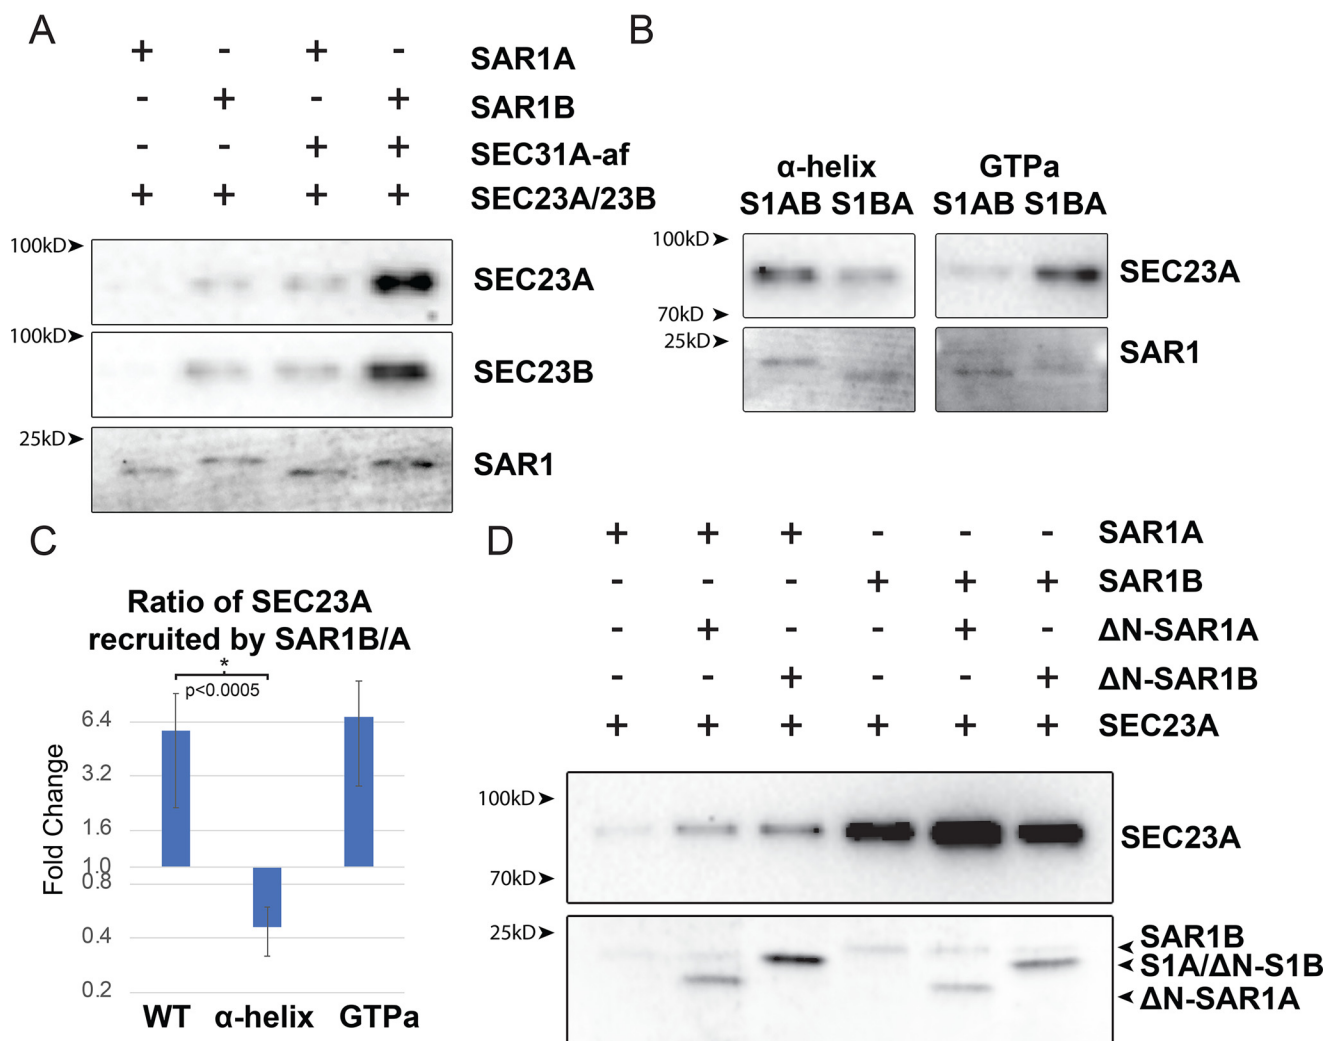 A
+ - + - SAR1A
- + - + SAR1B
- - + + SEC31A-af
+ + + + SEC23A/23B
100kD
SEC23A
100kD
SEC23B
25kD
SAR1
B
α-helix GTPa
S1AB S1BA S1AB S1BA
100kD
SEC23A
70kD
25kD
SAR1
C
Ratio of SEC23A
recruited by SAR1B/A
*
p<0.0005
Fold Change
6.4
3.2
1.6
1.0
0.8
0.4
0.2
WT α-helix GTPa
D
+ + + - - - SAR1A
- - - + + + SAR1B
- + - - + - ΔN-SAR1A
- - + - - + ΔN-SAR1B
+ + + + + + SEC23A
100kD
SEC23A
70kD
25kD
SAR1B
S1A/ΔN-S1B
ΔN-SAR1A